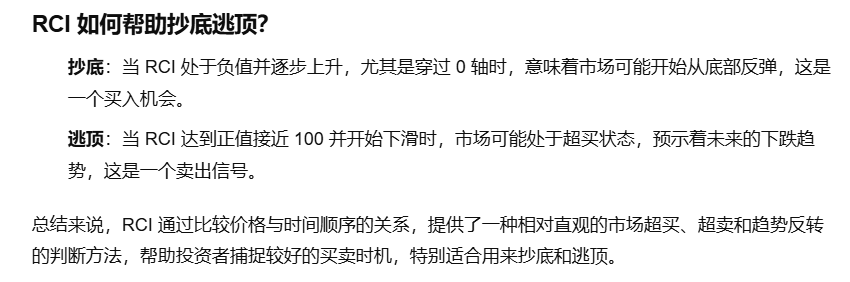 RCI 如何帮助抄底逃顶？
抄底：当 RCI 处于负值并逐步上升，尤其是穿过 0 轴时，意味着市场可能开始从底部反弹，这是
一个买入机会。
逃顶：当 RCI 达到正值接近 100 并开始下滑时，市场可能处于超买状态，预示着未来的下跌趋
势，这是一个卖出信号。
总结来说，RCI 通过比较价格与时间顺序的关系，提供了一种相对直观的市场超买、超卖和趋势反转
的判断方法，帮助投资者捕捉较好的买卖时机，特别适合用来抄底和逃顶。